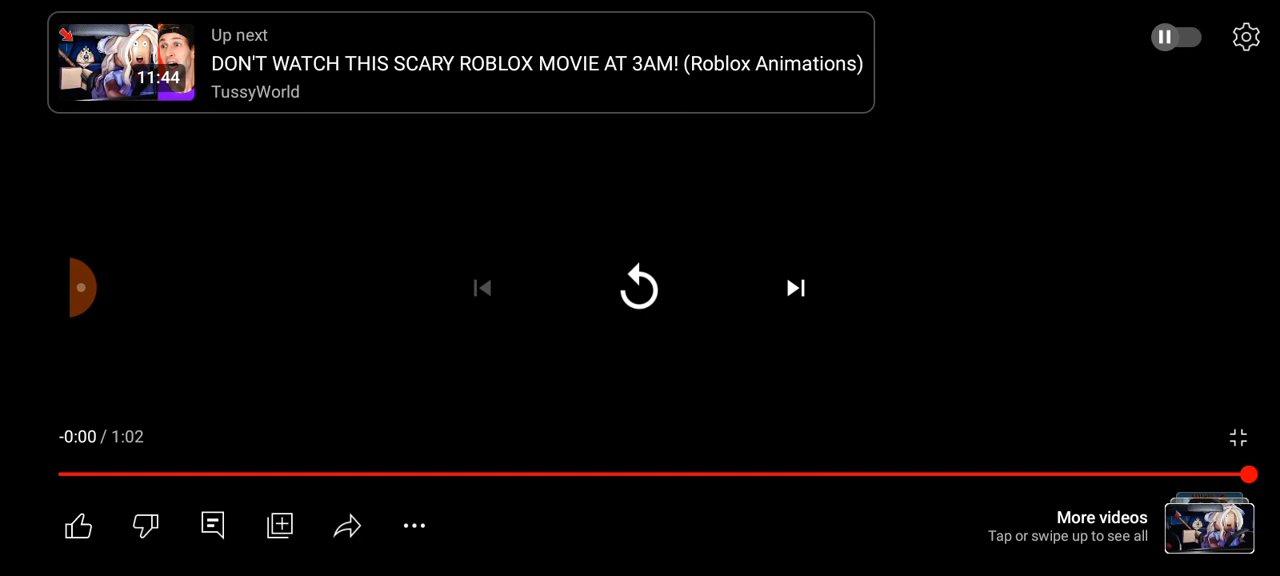 Up next
DON'T WATCH THIS SCARY ROBLOX MOVIE AT 3AM! (Roblox Animations)
11:44
TussyWorld
-0:00 / 1:02
More videos
Tap or swipe up to see all